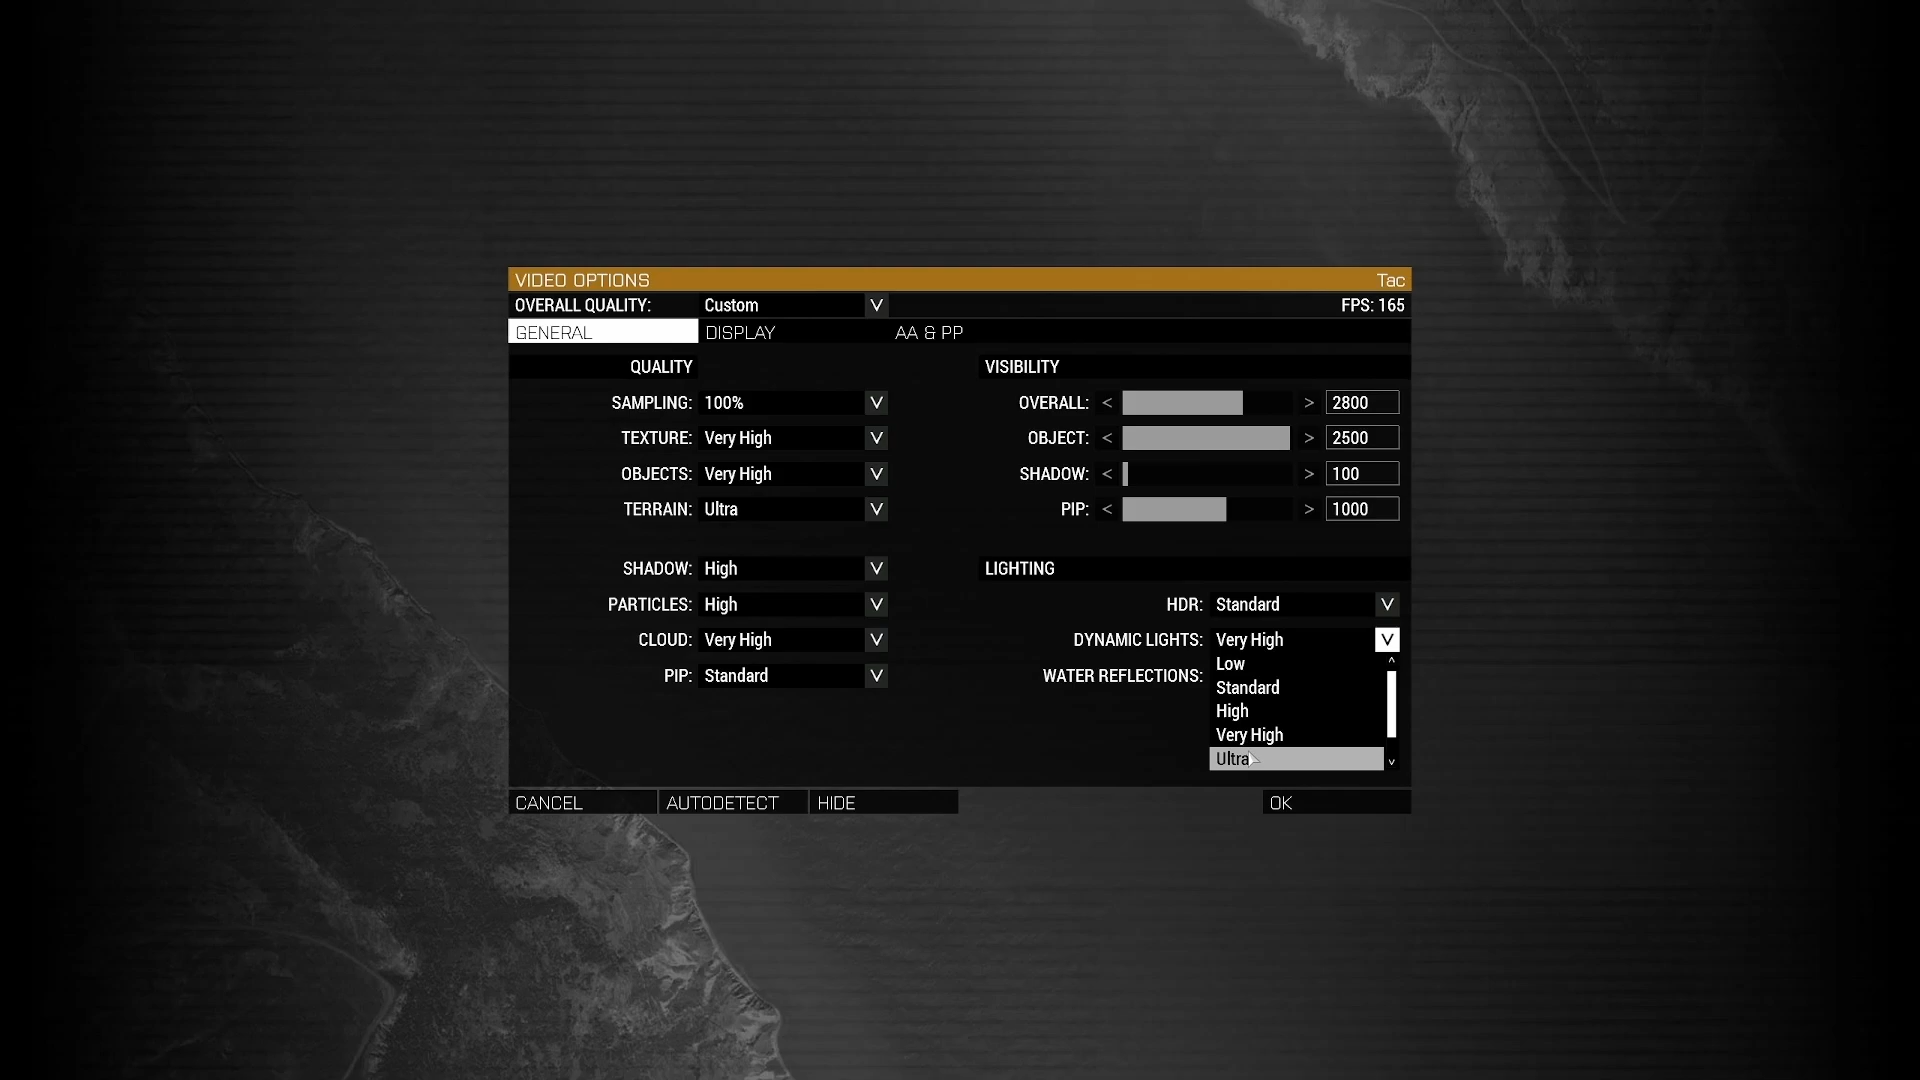 VIDEO OPTIONS Tac
OVERALL QUALITY: Custom V FPS: 165
GENERAL DISPLAY AA & PP
QUALITY VISIBILITY
SAMPLING: 100% V OVERALL: < > 2800
TEXTURE: Very High V OBJECT: < > 2500
OBJECTS: Very High V SHADOW: < > 100
TERRAIN: Ultra V PIP: < > 1000
SHADOW: High V LIGHTING
PARTICLES: High V HDR: Standard V
CLOUD: Very High V DYNAMIC LIGHTS: Very High V
PIP: Standard V WATER REFLECTIONS:
Low
Standard
High
Very High
Ultra
CANCEL AUTODETECT HIDE OK